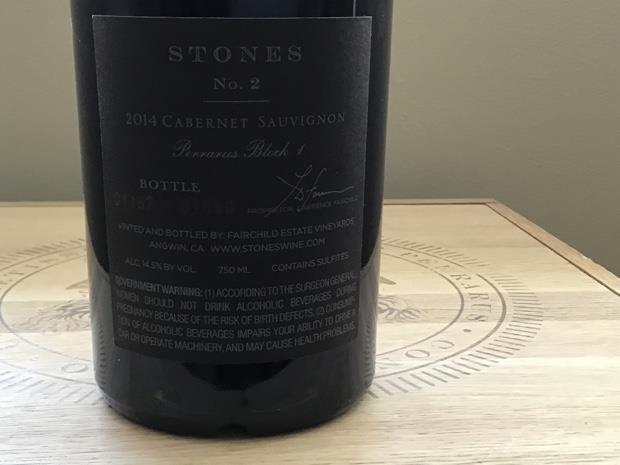 STONES
No. 2
2014 CABERNET SAUVIGNON
Perrarus Block 1
BOTTLE
PROPRIETOR, LAWRENCE FAIRCHILD
VINTED AND BOTTLED BY: FAIRCHILD ESTATE VINEYARDS
ANGWIN, CA WWW.STONESWINE.COM
ALC. 14.5% BY VOL. 750 ML CONTAINS SULFITES
GOVERNMENT WARNING: (1) ACCORDING TO THE SURGEON GENERAL,
WOMEN SHOULD NOT DRINK ALCOHOLIC BEVERAGES DURING
PREGNANCY BECAUSE OF THE RISK OF BIRTH DEFECTS. (2) CONSUMP-
TION OF ALCOHOLIC BEVERAGES IMPAIRS YOUR ABILITY TO DRIVE A
CAR OR OPERATE MACHINERY, AND MAY CAUSE HEALTH PROBLEMS.